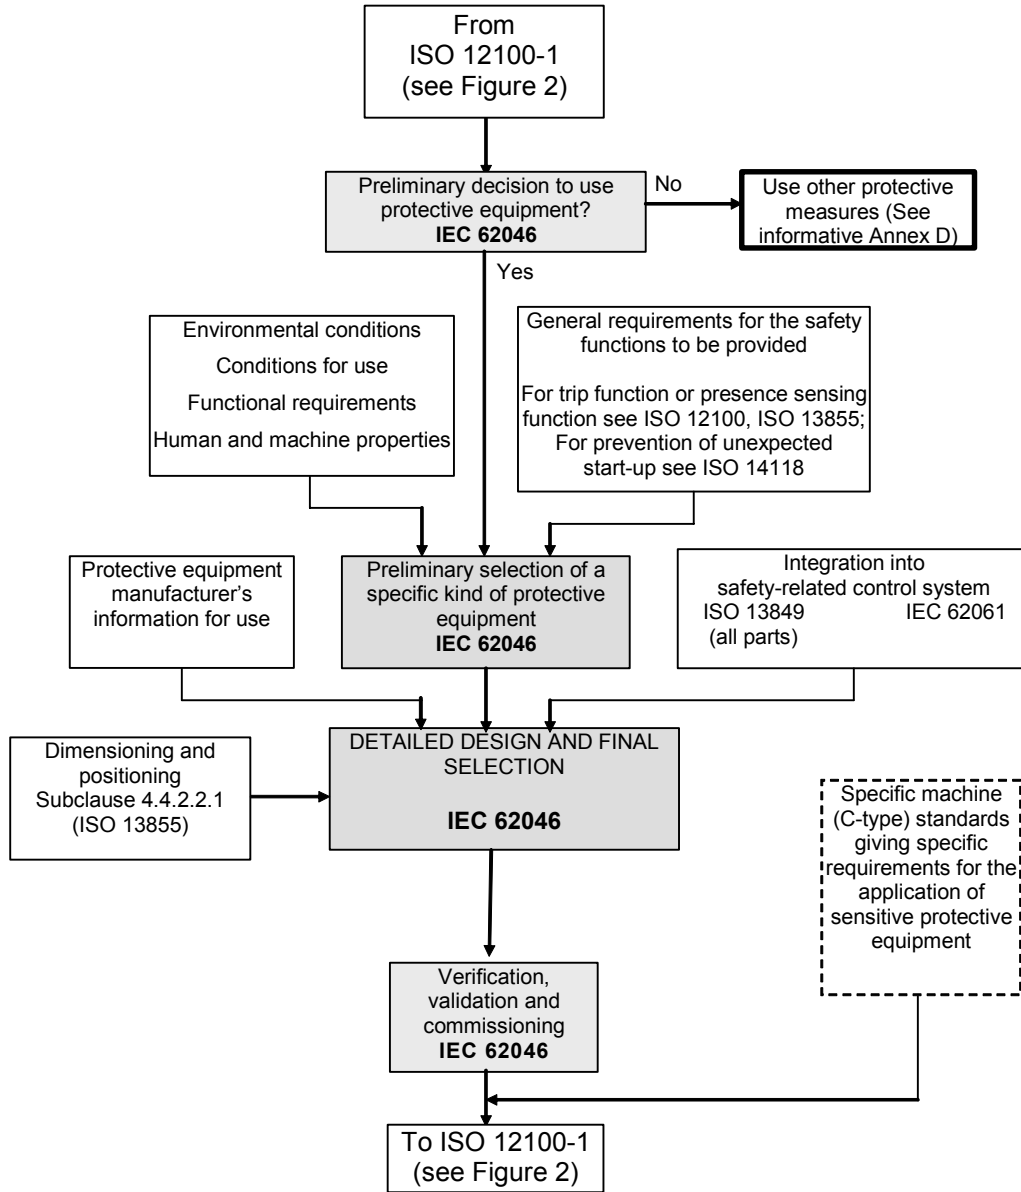 From
ISO 12100-1
(see Figure 2)
Preliminary decision to use
protective equipment?
IEC 62046
No
Use other protective
measures (See
informative Annex D)
Yes
Environmental conditions
Conditions for use
Functional requirements
Human and machine properties
General requirements for the safety
functions to be provided
For trip function or presence sensing
function see ISO 12100, ISO 13855;
For prevention of unexpected
start-up see ISO 14118
Protective equipment
manufacturer's
information for use
Preliminary selection of a
specific kind of protective
equipment
IEC 62046
Integration into
safety-related control system
ISO 13849 IEC 62061
(all parts)
Dimensioning and
positioning
Subclause 4.4.2.2.1
(ISO 13855)
DETAILED DESIGN AND FINAL
SELECTION
IEC 62046
Specific machine
(C-type) standards
giving specific
requirements for the
application of
sensitive protective
equipment
Verification,
validation and
commissioning
IEC 62046
To ISO 12100-1
(see Figure 2)